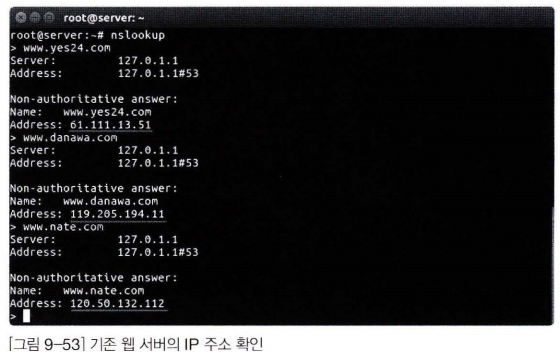 root@server: ~
root@server:~# nslookup
> www.yes24.com
Server: 127.0.1.1
Address: 127.0.1.1#53
Non-authoritative answer:
Name: www.yes24.com
Address: 61.111.13.51
> www.danawa.com
Server: 127.0.1.1
Address: 127.0.1.1#53
Non-authoritative answer:
Name: www.danawa.com
Address: 119.205.194.11
> www.nate.com
Server: 127.0.1.1
Address: 127.0.1.1#53
Non-authoritative answer:
Name: www.nate.com
Address: 120.50.132.112
>
[그림 9-53] 기존 웹 서버의 IP 주소 확인